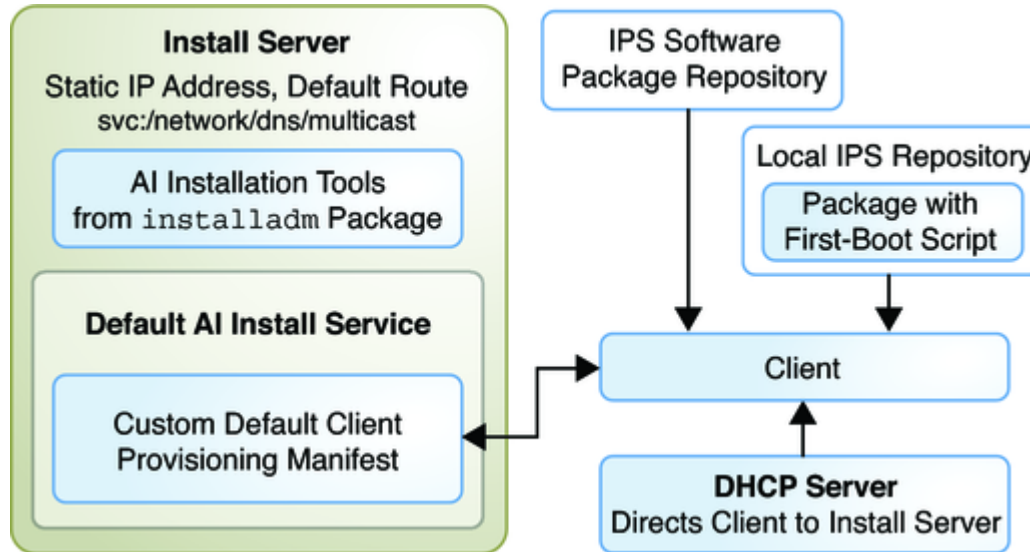 Install Server
Static IP Address, Default Route
svc:/network/dns/multicast
AI Installation Tools
from installadm Package
Default AI Install Service
Custom Default Client
Provisioning Manifest
IPS Software
Package Repository
Local IPS Repository
Package with
First-Boot Script
Client
DHCP Server
Directs Client to Install Server